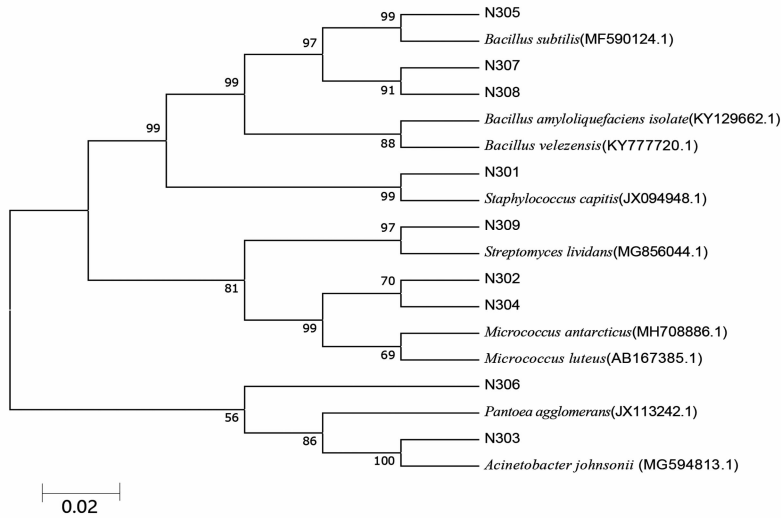 N305
99
Bacillus subtilis(MF590124.1)
97
N307
91
N308
99
Bacillus amyloliquefaciens isolate(KY129662.1)
88
Bacillus velezensis(KY777720.1)
99
N301
99
Staphylococcus capitis(JX094948.1)
N309
97
Streptomyces lividans(MG856044.1)
81
N302
70
N304
99
Micrococcus antarcticus(MH708886.1)
69
Micrococcus luteus(AB167385.1)
N306
56
Pantoea agglomerans(JX113242.1)
86
N303
100
Acinetobacter johnsonii (MG594813.1)
0.02